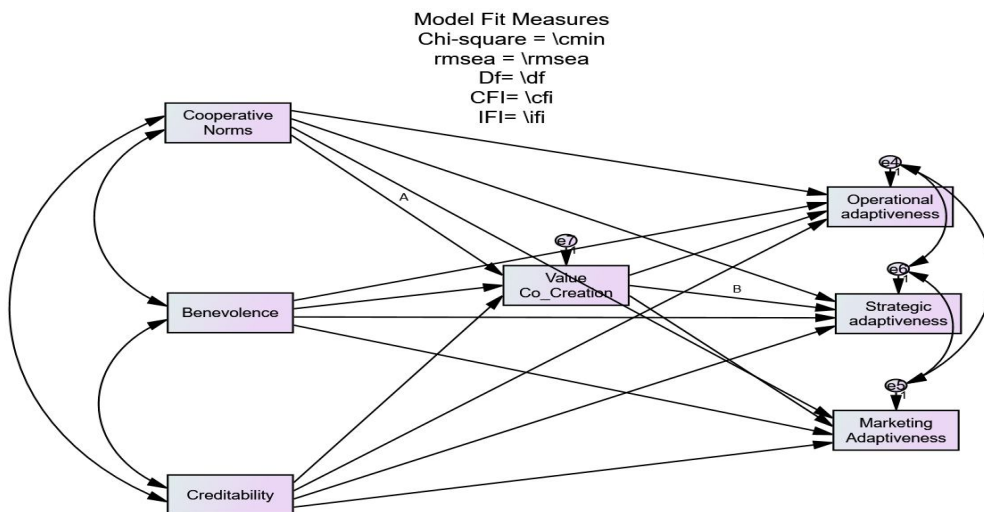 Model Fit Measures
Chi-square = \cmin
rmsea = \rmsea
Df= \df
CFI= \cfi
IFI= \ifi
Cooperative
Norms
A
e4
1
Operational
adaptiveness
e7
1
Value
Co_Creation
B
e6
1
Strategic
adaptiveness
Benevolence
e5
1
Marketing
Adaptiveness
Creditability